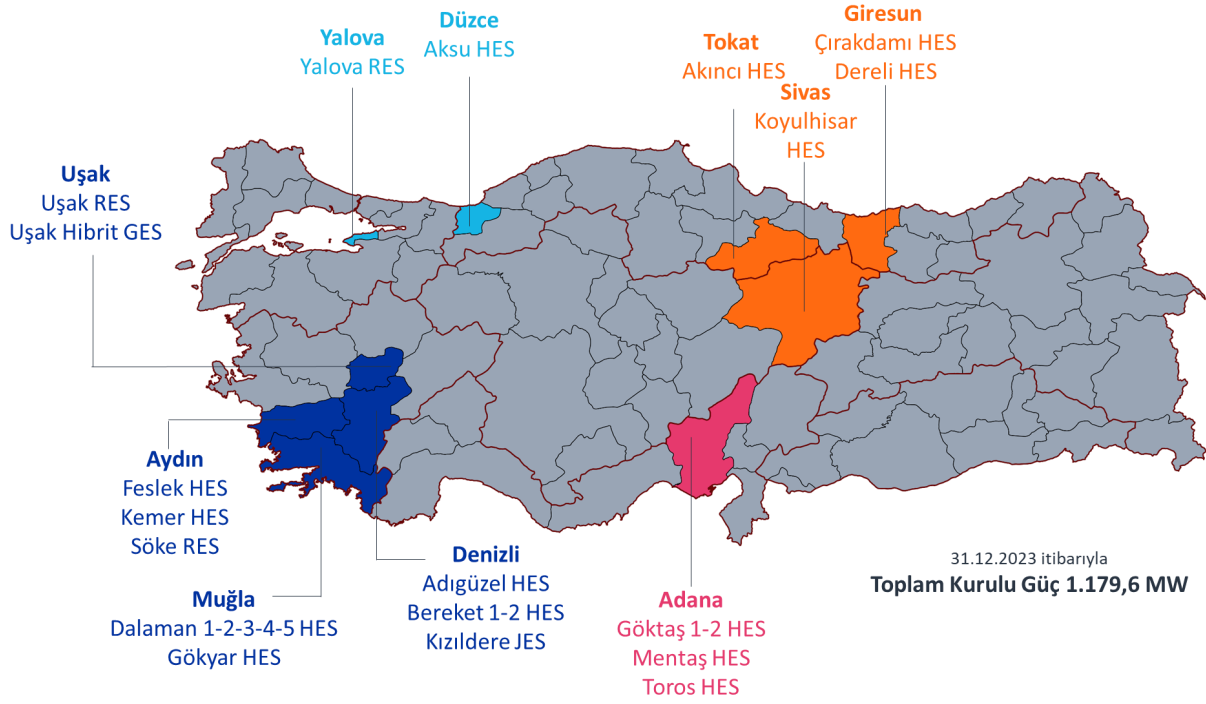 Yalova
Yalova RES
Düzce
Aksu HES
Tokat
Akıncı HES
Giresun
Çırakdamı HES
Dereli HES
Sivas
Koyulhisar
HES
Uşak
Uşak RES
Uşak Hibrit GES
Aydın
Feslek HES
Kemer HES
Söke RES
Muğla
Dalaman 1-2-3-4-5 HES
Gökyar HES
Denizli
Adıgüzel HES
Bereket 1-2 HES
Kızıldere JES
Adana
Göktaş 1-2 HES
Mentaş HES
Toros HES
31.12.2023 itibarıyla
Toplam Kurulu Güç 1.179,6 MW